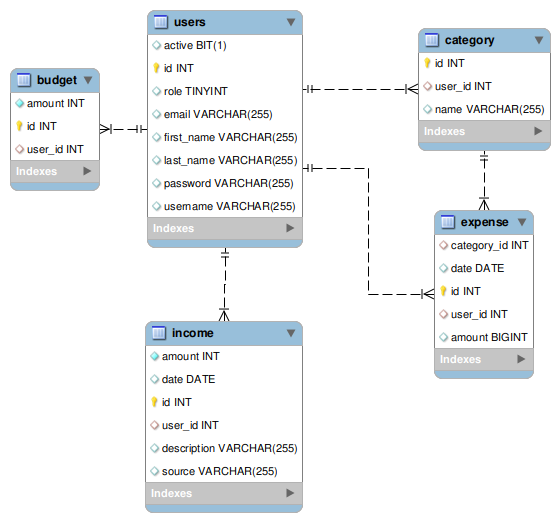 users
active BIT(1)
id INT
role TINYINT
email VARCHAR(255)
first_name VARCHAR(255)
last_name VARCHAR(255)
password VARCHAR(255)
username VARCHAR(255)
Indexes
category
id INT
user_id INT
name VARCHAR(255)
Indexes
budget
amount INT
id INT
user_id INT
Indexes
expense
category_id INT
date DATE
id INT
user_id INT
amount BIGINT
Indexes
income
amount INT
date DATE
id INT
user_id INT
description VARCHAR(255)
source VARCHAR(255)
Indexes